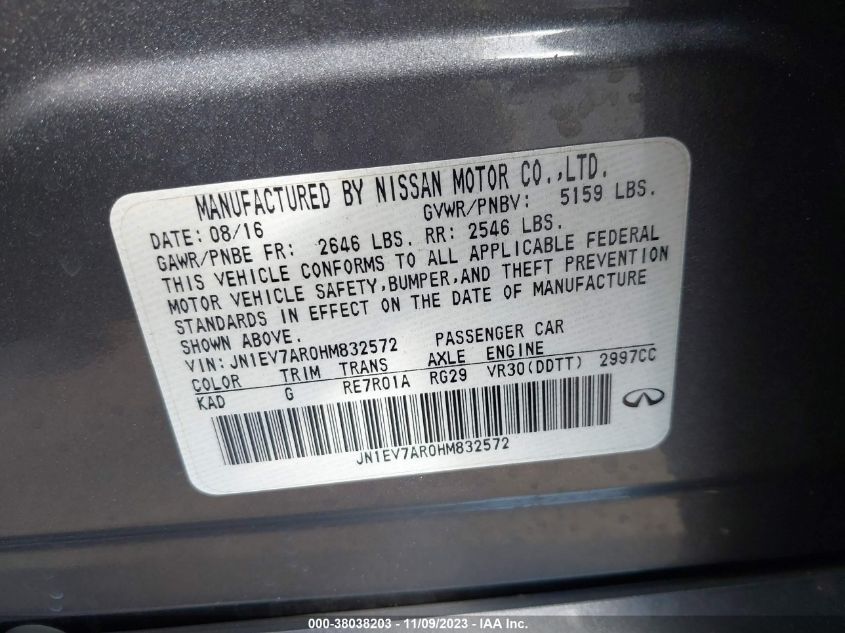 MANUFACTURED BY NISSAN MOTOR CO.,LTD.
DATE: 08/16 GVWR/PNBV: 5159 LBS.
GAWR/PNBE FR: 2646 LBS. RR: 2546 LBS.
THIS VEHICLE CONFORMS TO ALL APPLICABLE FEDERAL
MOTOR VEHICLE SAFETY,BUMPER,AND THEFT PREVENTION
STANDARDS IN EFFECT ON THE DATE OF MANUFACTURE
SHOWN ABOVE.
VIN: JN1EV7AR0HM832572 PASSENGER CAR
COLOR TRIM TRANS AXLE ENGINE
KAD G RE7R01A RG29 VR30(DDTT) 2997CC
JN1EV7AR0HM832572
000-38038203 - 11/09/2023 - IAA Inc.